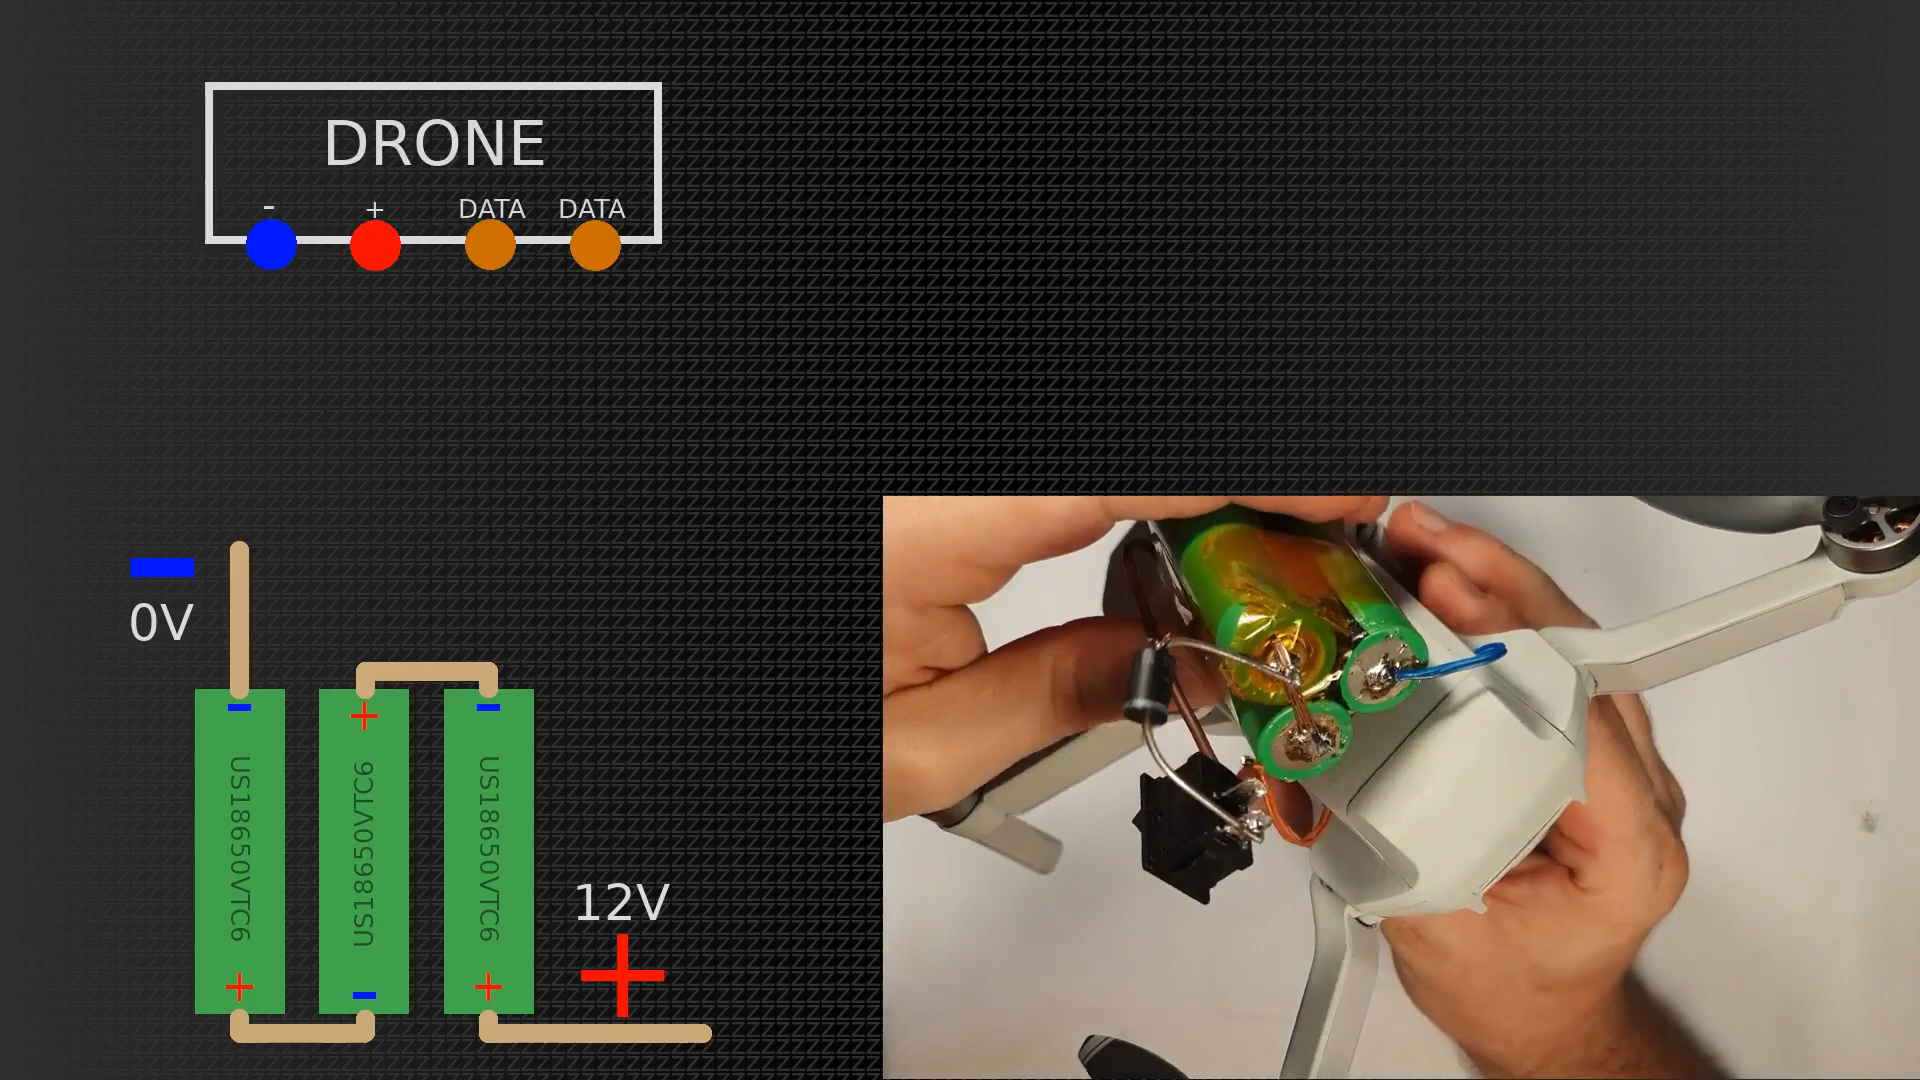 DRONE
- + DATA DATA
0V
- + -
US18650VTC6 US18650VTC6 US18650VTC6
12V
+ - +